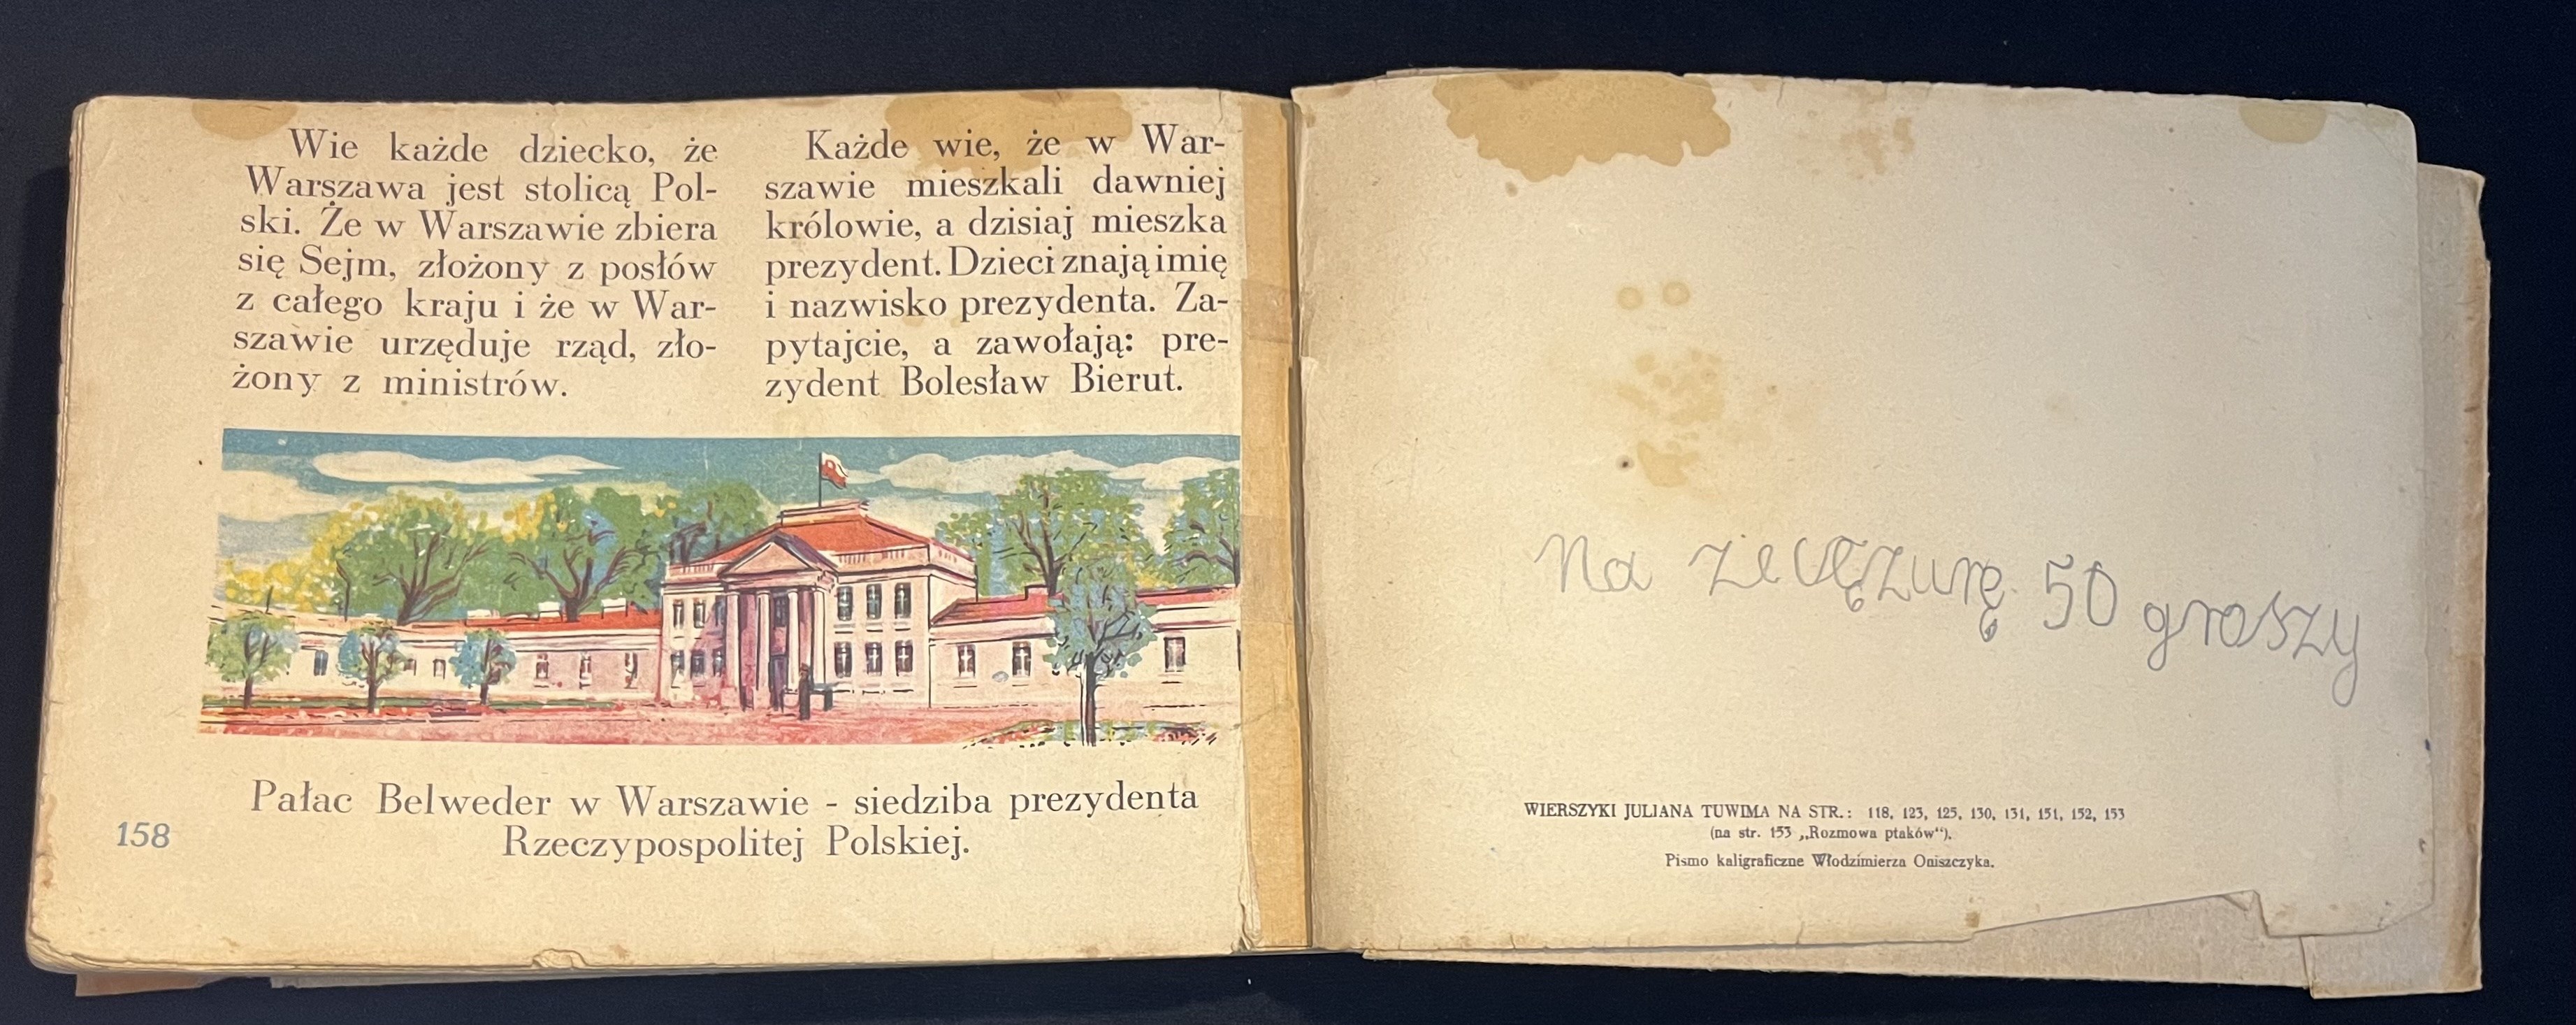 Wie każde dziecko, że
Warszawa jest stolicą Pol-
ski. Że w Warszawie zbiera
się Sejm, złożony z posłów
z całego kraju i że w War-
szawie urzęduje rząd, zło-
żony z ministrów.
Każde wie, że w War-
szawie mieszkali dawniej
królowie, a dzisiaj mieszka
prezydent. Dzieci znają imię
i nazwisko prezydenta. Za-
pytajcie, a zawołają: pre-
zydent Bolesław Bierut.
Pałac Belweder w Warszawie - siedziba prezydenta
Rzeczypospolitej Polskiej.
158
Na 50 groszy
WIERSZYKI JULIANA TUWIMA NA STR.: 118, 123, 125, 130, 131, 151, 152, 153
(na str. 153 „Rozmowa ptaków“).
Pismo kaligraficzne Włodzimierza Oniszczyka.